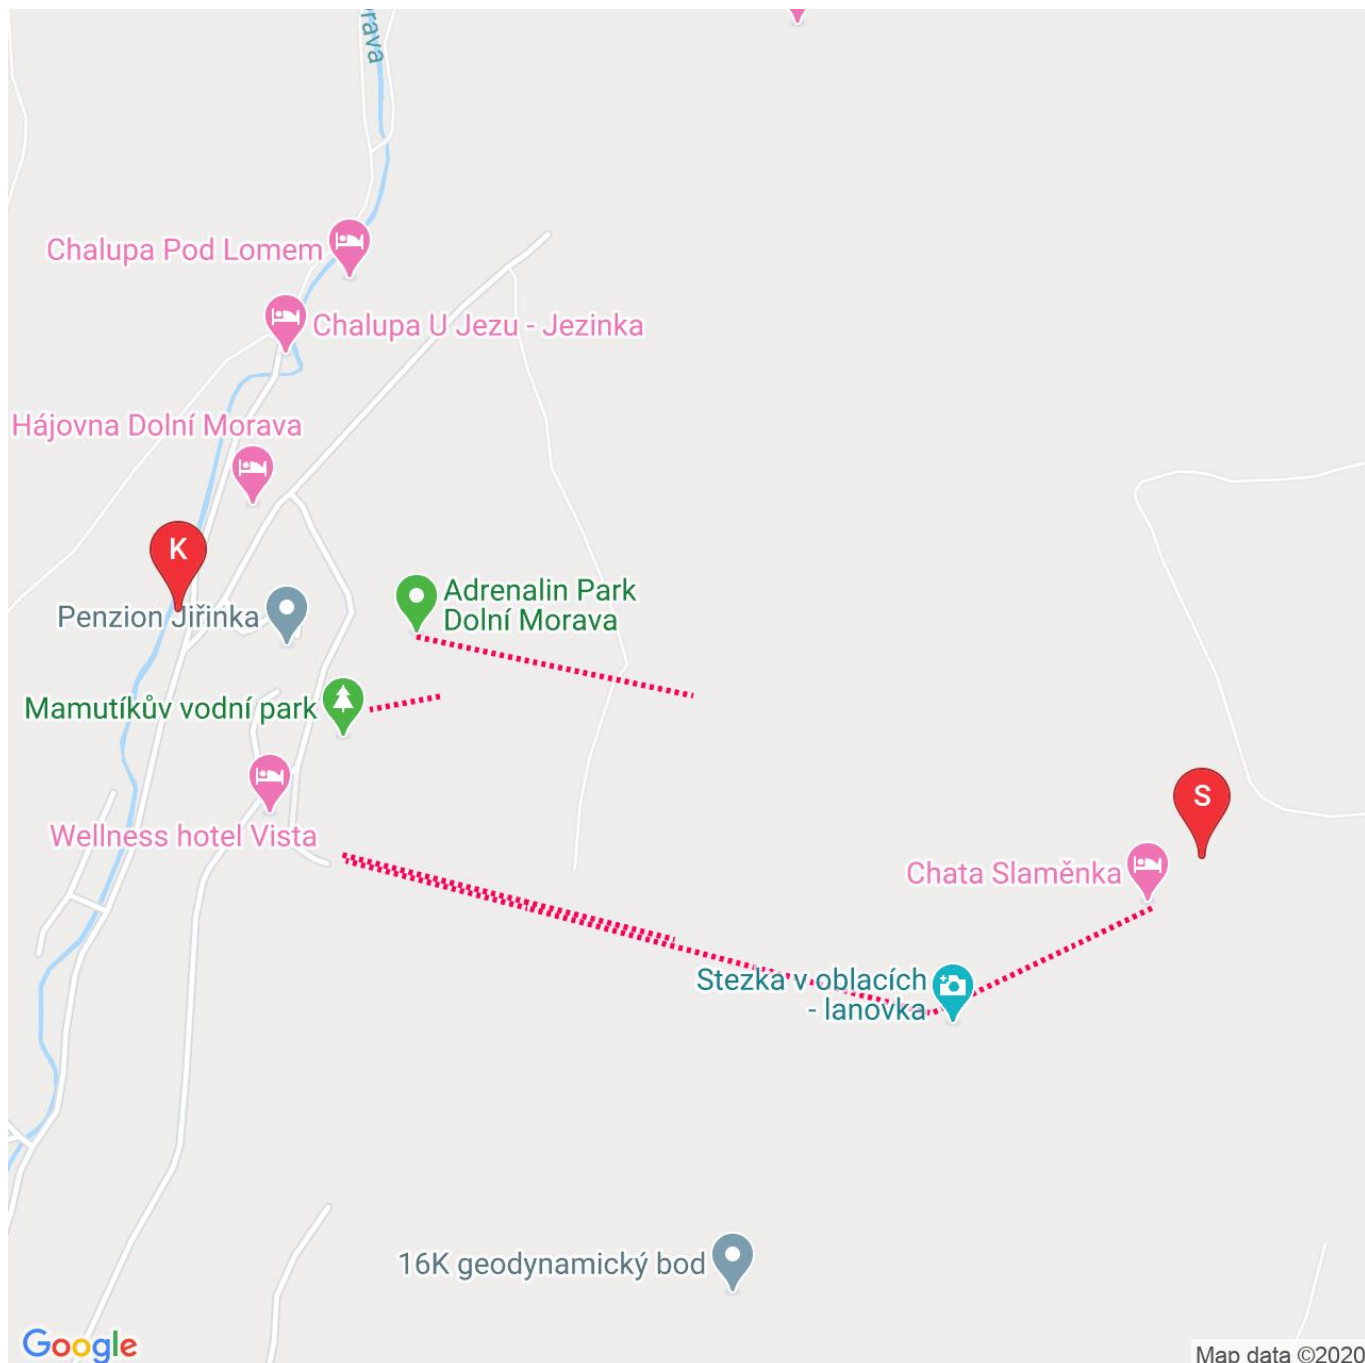 rava
Chalupa Pod Lomem
Chalupa U Jezu - Jezinka
Hájovna Dolní Morava
K
Adrenalin Park
Dolní Morava
Penzion Jiřinka
Mamutíkův vodní park
Wellness hotel Vista
S
Chata Slaměnka
Stezka v oblacích
- lanovka
16K geodynamický bod
Google
Map data ©2020